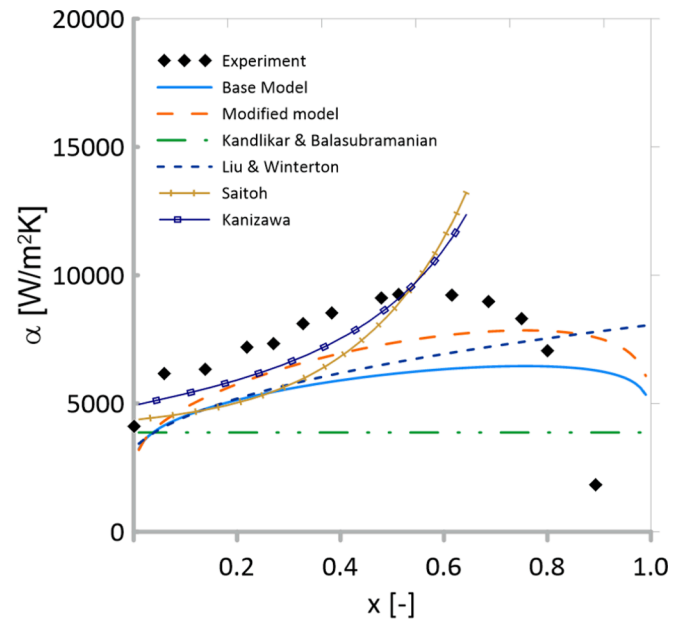 20000
Experiment
Base Model
Modified model
Kandlikar & Balasubramanian
Liu & Winterton
Saitoh
Kanizawa
15000
10000
5000
0
α [W/m²K]
0.2 0.4 0.6 0.8 1.0
x [-]